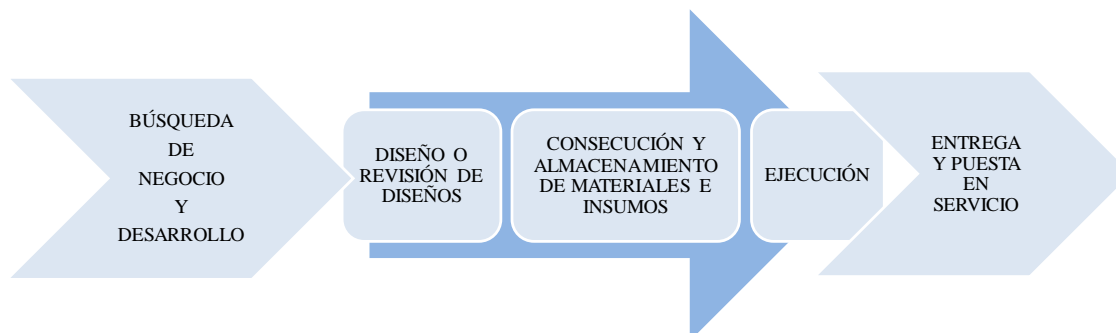 BÚSQUEDA
DE
NEGOCIO
Y
DESARROLLO
DISEÑO O
REVISIÓN DE
DISEÑOS
CONSECUCIÓN Y
ALMACENAMIENTO
DE MATERIALES E
INSUMOS
EJECUCIÓN
ENTREGA
Y PUESTA
EN
SERVICIO